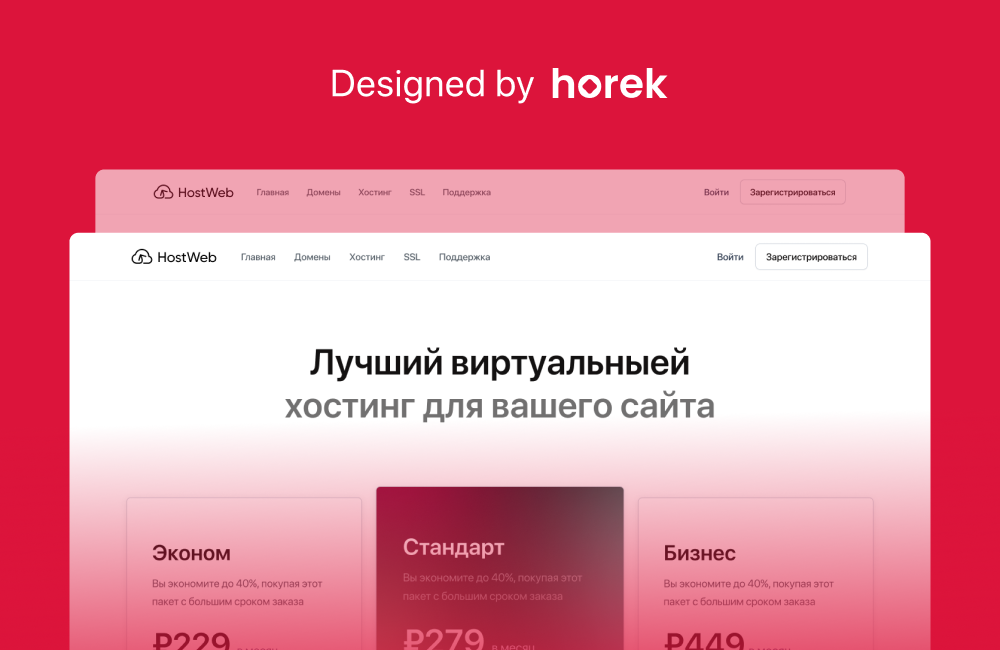 Designed by horek
HostWeb Главная Домены Хостинг SSL Поддержка Войти Зарегистрироваться
HostWeb Главная Домены Хостинг SSL Поддержка Войти Зарегистрироваться
Лучший виртуальныей
хостинг для вашего сайта
Эконом
Вы экономите до 40%, покупая этот
пакет с большим сроком заказа
₽229 в месяц
Стандарт
Вы экономите до 40%, покупая этот
пакет с большим сроком заказа
₽279 в месяц
Бизнес
Вы экономите до 40%, покупая этот
пакет с большим сроком заказа
₽449 в месяц